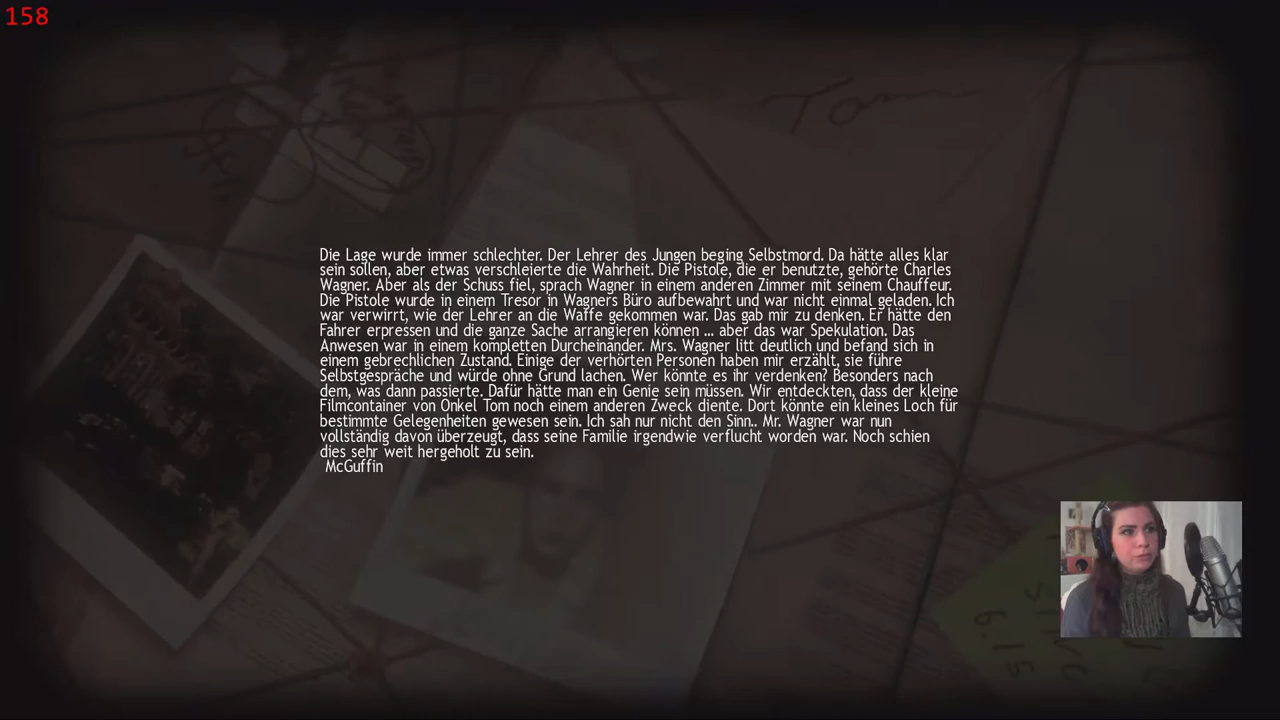 158
Tom
Die Lage wurde immer schlechter. Der Lehrer des Jungen beging Selbstmord. Da hätte alles klar
sein sollen, aber etwas verschleierte die Wahrheit. Die Pistole, die er benutzte, gehörte Charles
Wagner. Aber als der Schuss fiel, sprach Wagner in einem anderen Zimmer mit seinem Chauffeur.
Die Pistole wurde in einem Tresor in Wagners Büro aufbewahrt und war nicht einmal geladen. Ich
war verwirrt, wie der Lehrer an die Waffe gekommen war. Das gab mir zu denken. Er hätte den
Fahrer erpressen und die ganze Sache arrangieren können ... aber das war Spekulation. Das
Anwesen war in einem kompletten Durcheinander. Mrs. Wagner litt deutlich und befand sich in
einem gebrechlichen Zustand. Einige der verhörten Personen haben mir erzählt, sie führe
Selbstgespräche und würde ohne Grund lachen. Wer könnte es ihr verdenken? Besonders nach
dem, was dann passierte. Dafür hätte man ein Genie sein müssen. Wir entdeckten, dass der kleine
Filmcontainer von Onkel Tom noch einem anderen Zweck diente. Dort könnte ein kleines Loch für
bestimmte Gelegenheiten gewesen sein. Ich sah nur nicht den Sinn.. Mr. Wagner war nun
vollständig davon überzeugt, dass seine Familie irgendwie verflucht worden war. Noch schien
dies sehr weit hergeholt zu sein.
McGuffin
6.15